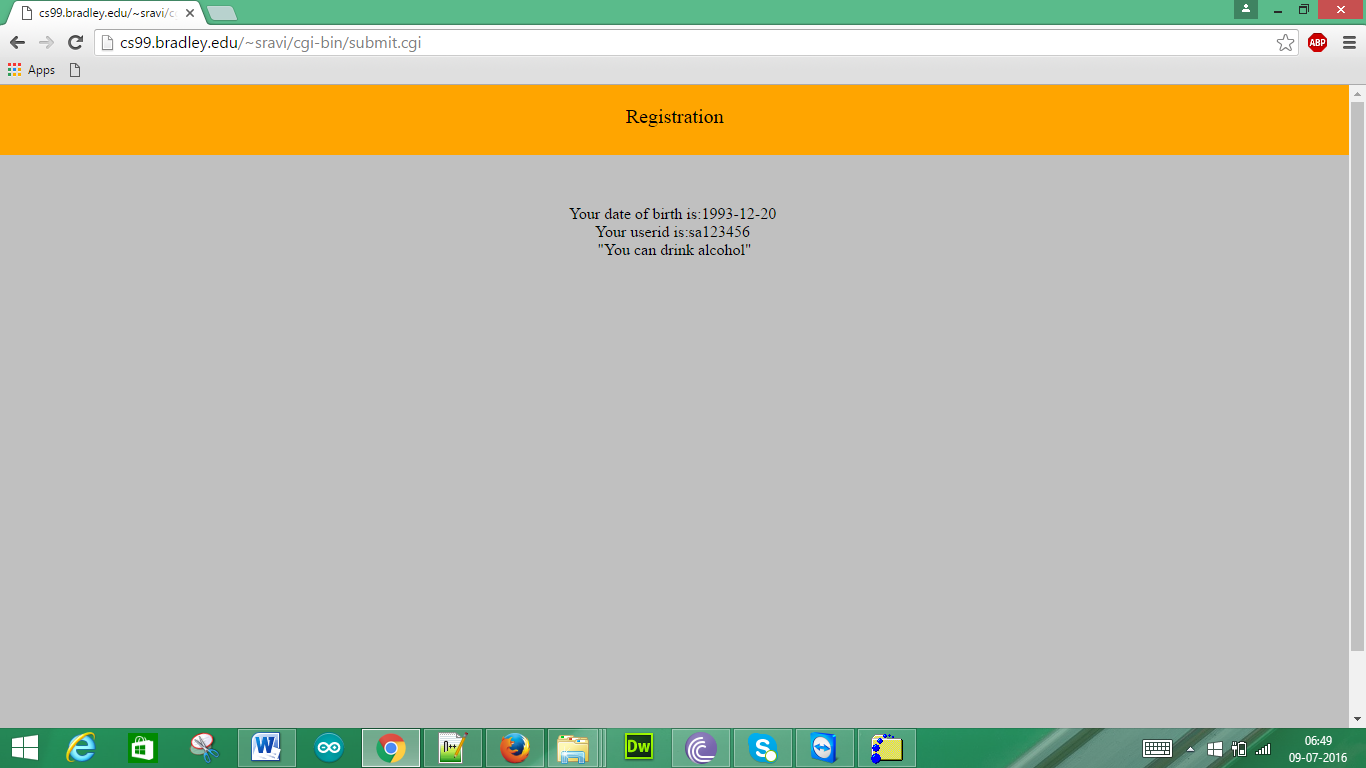 cs99.bradley.edu/~sravi/c
cs99.bradley.edu/~sravi/cgi-bin/submit.cgi
ABP
Apps
Registration
Your date of birth is:1993-12-20
Your userid is:sa123456
"You can drink alcohol"
W
N++
Dw
S
06:49
09-07-2016